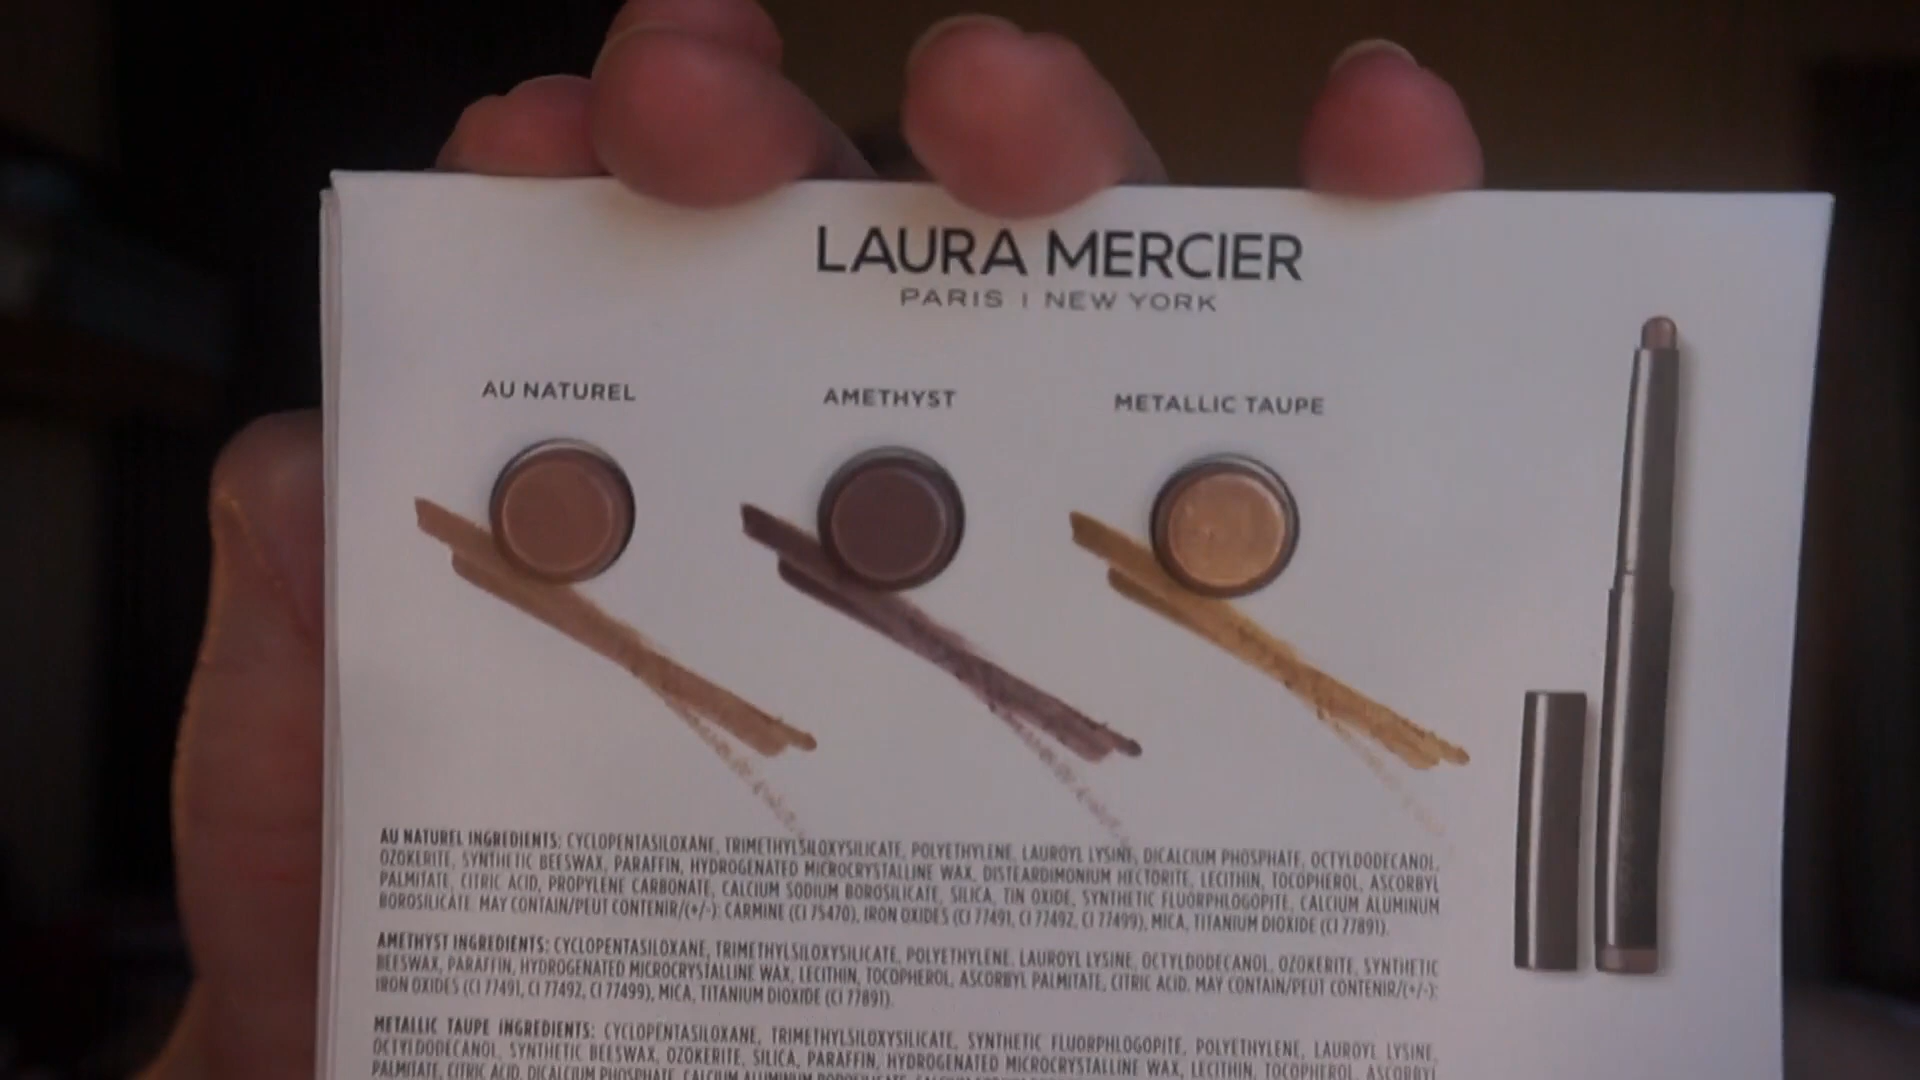 LAURA MERCIER
PARIS | NEW YORK
AU NATUREL
AMETHYST
METALLIC TAUPE
AU NATUREL INGREDIENTS: CYCLOPENTASILOXANE, TRIMETHYLSILOXYSILICATE, POLYETHYLENE, LAUROYL LYSINE, DICALCIUM PHOSPHATE, OCTYLDODECANOL,
OZOKERITE, SYNTHETIC BEESWAX, PARAFFIN, HYDROGENATED MICROCRYSTALLINE WAX, DISTEARDIMONIUM HECTORITE, LECITHIN, TOCOPHEROL, ASCORBYL
PALMITATE, CITRIC ACID, PROPYLENE CARBONATE, CALCIUM SODIUM BOROSILICATE, SILICA, TIN OXIDE, SYNTHETIC FLUORPHLOGOPITE, CALCIUM ALUMINUM
BOROSILICATE. MAY CONTAIN/PEUT CONTENIR/(+/-): CARMINE (CI 75470), IRON OXIDES (CI 77491, CI 77492, CI 77499), MICA, TITANIUM DIOXIDE (CI 77891).
AMETHYST INGREDIENTS: CYCLOPENTASILOXANE, TRIMETHYLSILOXYSILICATE, POLYETHYLENE, LAUROYL LYSINE, OCTYLDODECANOL, OZOKERITE, SYNTHETIC
BEESWAX, PARAFFIN, HYDROGENATED MICROCRYSTALLINE WAX, LECITHIN, TOCOPHEROL, ASCORBYL PALMITATE, CITRIC ACID. MAY CONTAIN/PEUT CONTENIR/(+/-):
IRON OXIDES (CI 77491, CI 77492, CI 77499), MICA, TITANIUM DIOXIDE (CI 77891).
METALLIC TAUPE INGREDIENTS: CYCLOPENTASILOXANE, TRIMETHYLSILOXYSILICATE, SYNTHETIC FLUORPHLOGOPITE, POLYETHYLENE, LAUROYL LYSINE,
OCTYLDODECANOL, SYNTHETIC BEESWAX, OZOKERITE, SILICA, PARAFFIN, HYDROGENATED MICROCRYSTALLINE WAX, LECITHIN, TOCOPHEROL, ASCORBYL
PALMITATE, CITRIC ACID, DICALCIUM PHOSPHATE, CALCIUM ALUMINUM